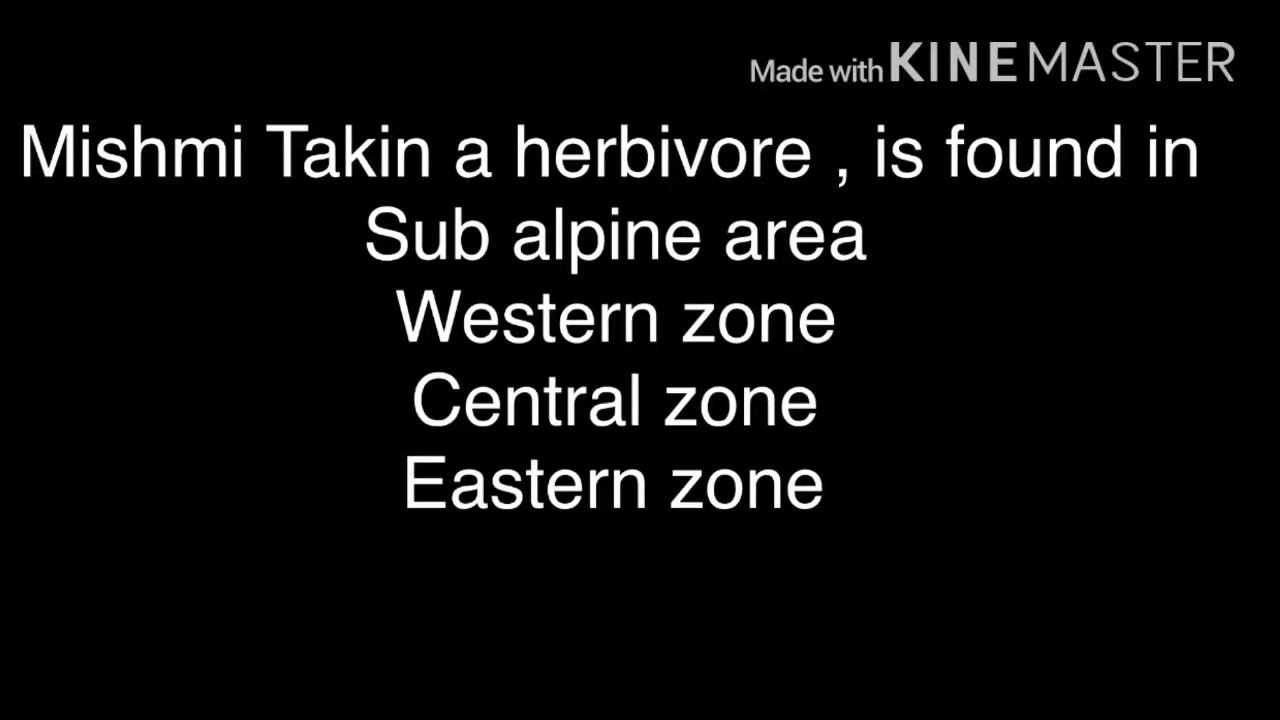 Made with KINEMASTER
Mishmi Takin a herbivore , is found in
Sub alpine area
Western zone
Central zone
Eastern zone